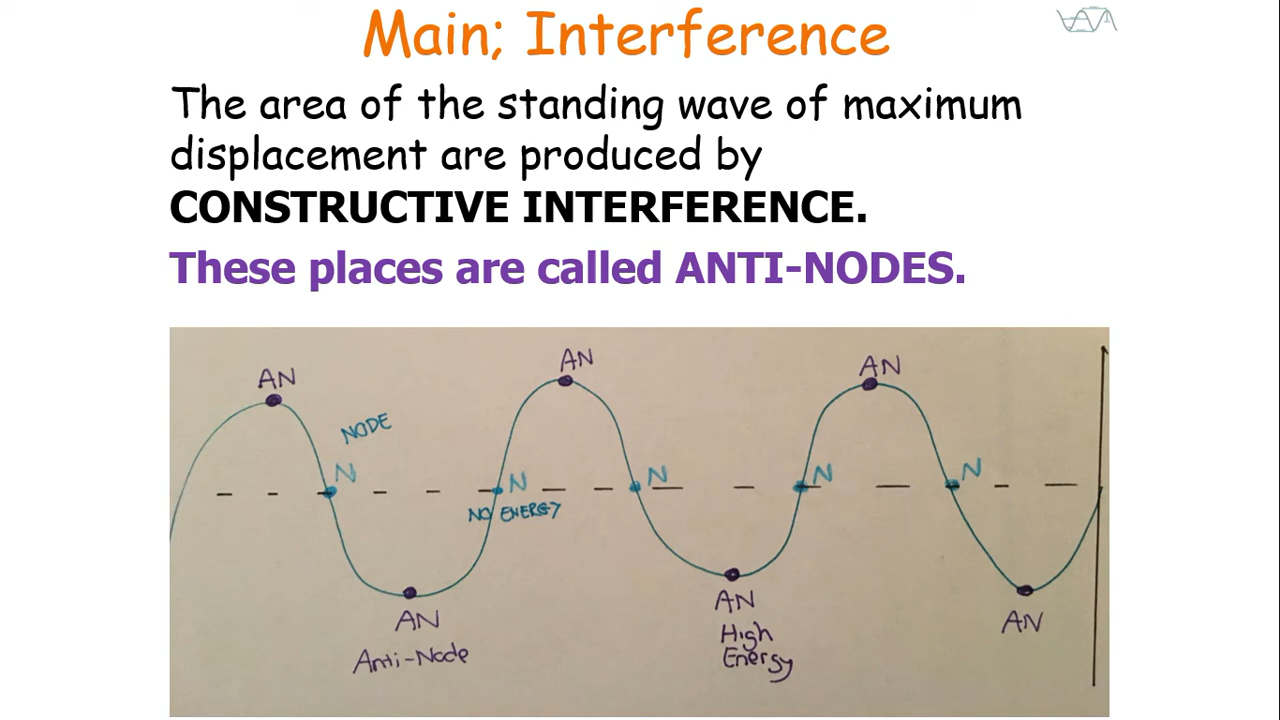 Main; Interference
The area of the standing wave of maximum
displacement are produced by
CONSTRUCTIVE INTERFERENCE.
These places are called ANTI-NODES.
AN
AN
AN
NODE
N
N
N
N
N
NO ENERGY
AN
Anti-Node
AN
High
Energy
AN